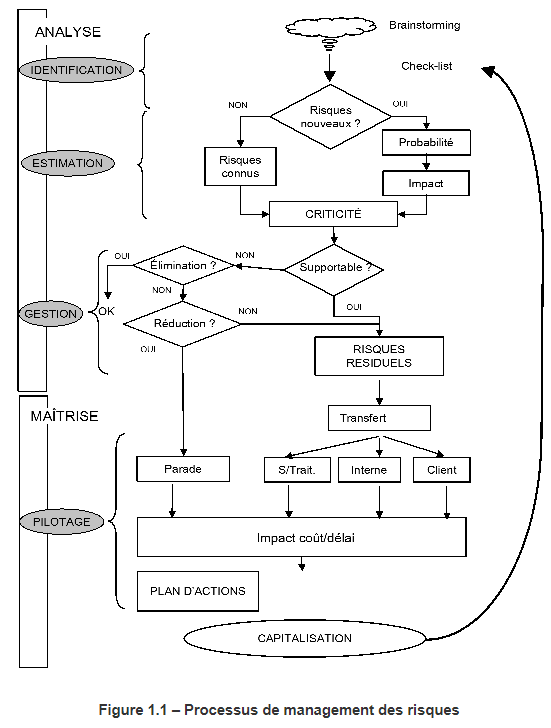 ANALYSE
Brainstorming
IDENTIFICATION
Check-list
NON
OUI
Risques
nouveaux ?
ESTIMATION
Risques
connus
Probabilité
Impact
CRITICITÉ
OUI
Élimination ?
NON
Supportable ?
NON
OUI
GESTION
OK
Réduction ?
NON
OUI
RISQUES
RESIDUELS
MAÎTRISE
Transfert
Parade
S/Trait.
Interne
Client
PILOTAGE
Impact coût/délai
PLAN D'ACTIONS
CAPITALISATION
Figure 1.1 – Processus de management des risques